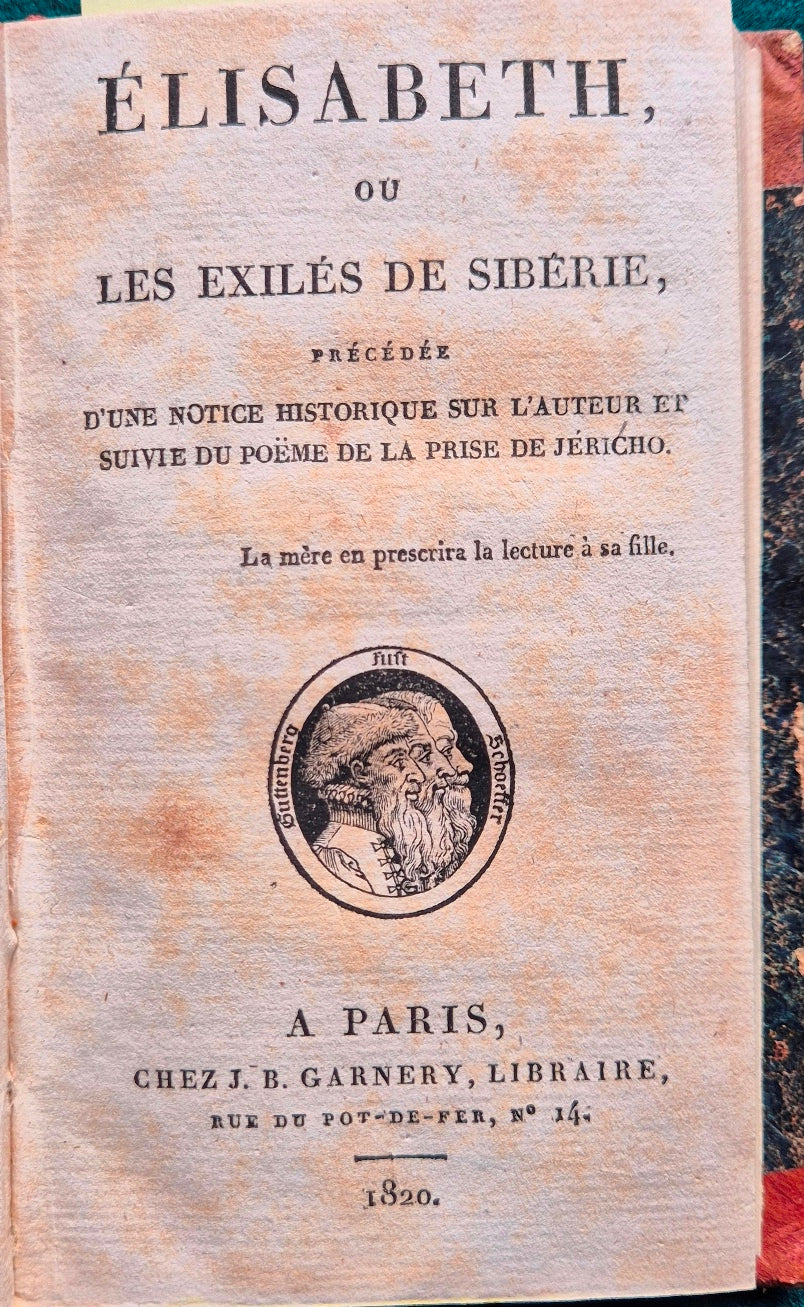 ÉLISABETH,
OU
LES EXILÉS DE SIBÉRIE,
PRÉCÉDÉE
D'UNE NOTICE HISTORIQUE SUR L'AUTEUR ET
SUIVIE DU POËME DE LA PRISE DE JÉRICHO.
La mère en prescrira la lecture à sa fille.
Fust
Guttenberg
Schoeffer
A PARIS,
CHEZ J. B. GARNERY, LIBRAIRE,
RUE DU POT-DE-FER, Nº 14.
1820.